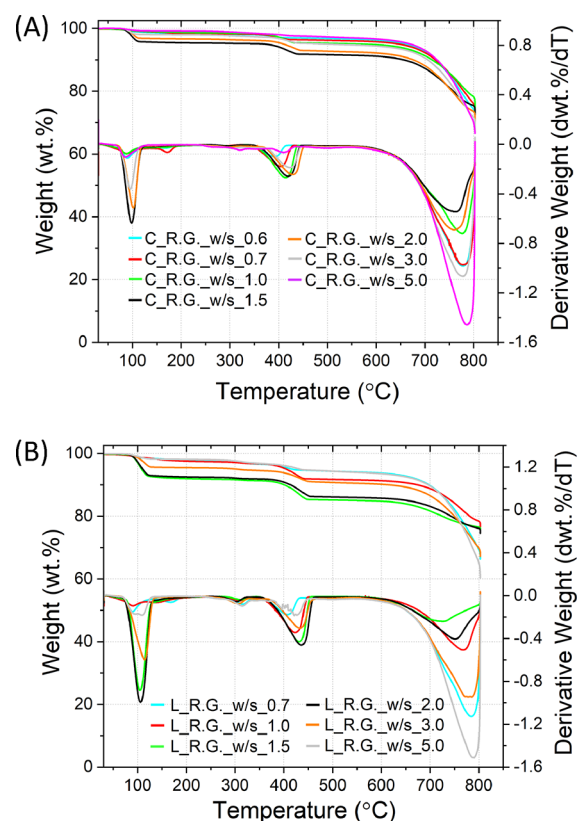 (A)
100
80
60
40
20
0
Weight (wt.%)
0.8
0.4
0.0
-0.4
-0.8
-1.2
-1.6
Derivative Weight (dwt.%/dT)
C_R.G._w/s_0.6 C_R.G._w/s_2.0
C_R.G._w/s_0.7 C_R.G._w/s_3.0
C_R.G._w/s_1.0 C_R.G._w/s_5.0
C_R.G._w/s_1.5
100 200 300 400 500 600 700 800
Temperature (°C)
(B)
100
80
60
40
20
0
Weight (wt.%)
1.2
0.8
0.4
0.0
-0.4
-0.8
-1.2
-1.6
Derivative Weight (dwt.%/dT)
L_R.G._w/s_0.7 L_R.G._w/s_2.0
L_R.G._w/s_1.0 L_R.G._w/s_3.0
L_R.G._w/s_1.5 L_R.G._w/s_5.0
100 200 300 400 500 600 700 800
Temperature (°C)